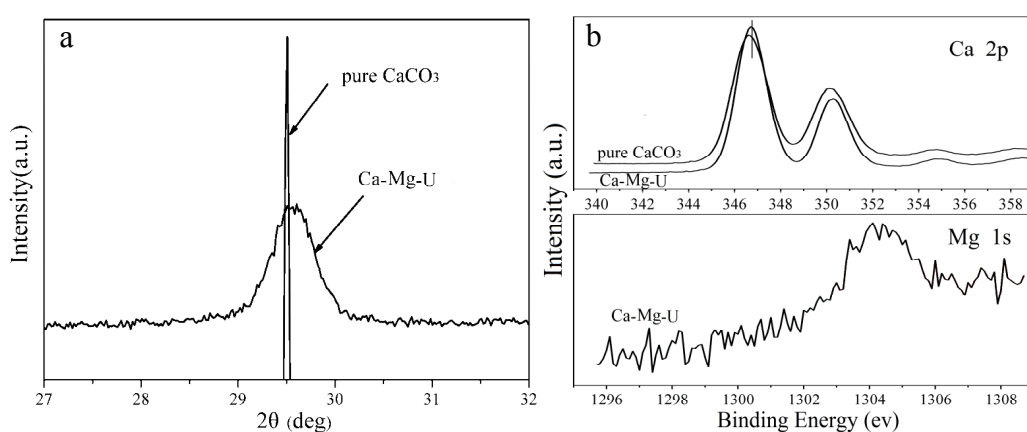 a
pure CaCO3
Ca-Mg-U
Intensity(a.u.)
27 28 29 30 31 32
2θ (deg)
b
Ca 2p
pure CaCO3
Ca-Mg-U
340 342 344 346 348 350 352 354 356 358
Intensity (a.u.)
Mg 1s
Ca-Mg-U
1296 1298 1300 1302 1304 1306 1308
Binding Energy (ev)